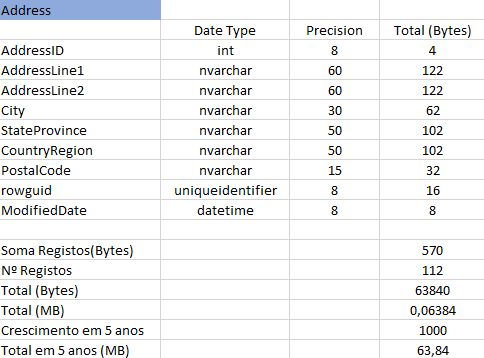 Address
Date Type Precision Total (Bytes)
AddressID int 8 4
AddressLine1 nvarchar 60 122
AddressLine2 nvarchar 60 122
City nvarchar 30 62
StateProvince nvarchar 50 102
CountryRegion nvarchar 50 102
PostalCode nvarchar 15 32
rowguid uniqueidentifier 8 16
ModifiedDate datetime 8 8
Soma Registos(Bytes) 570
Nº Registos 112
Total (Bytes) 63840
Total (MB) 0,06384
Crescimento em 5 anos 1000
Total em 5 anos (MB) 63,84